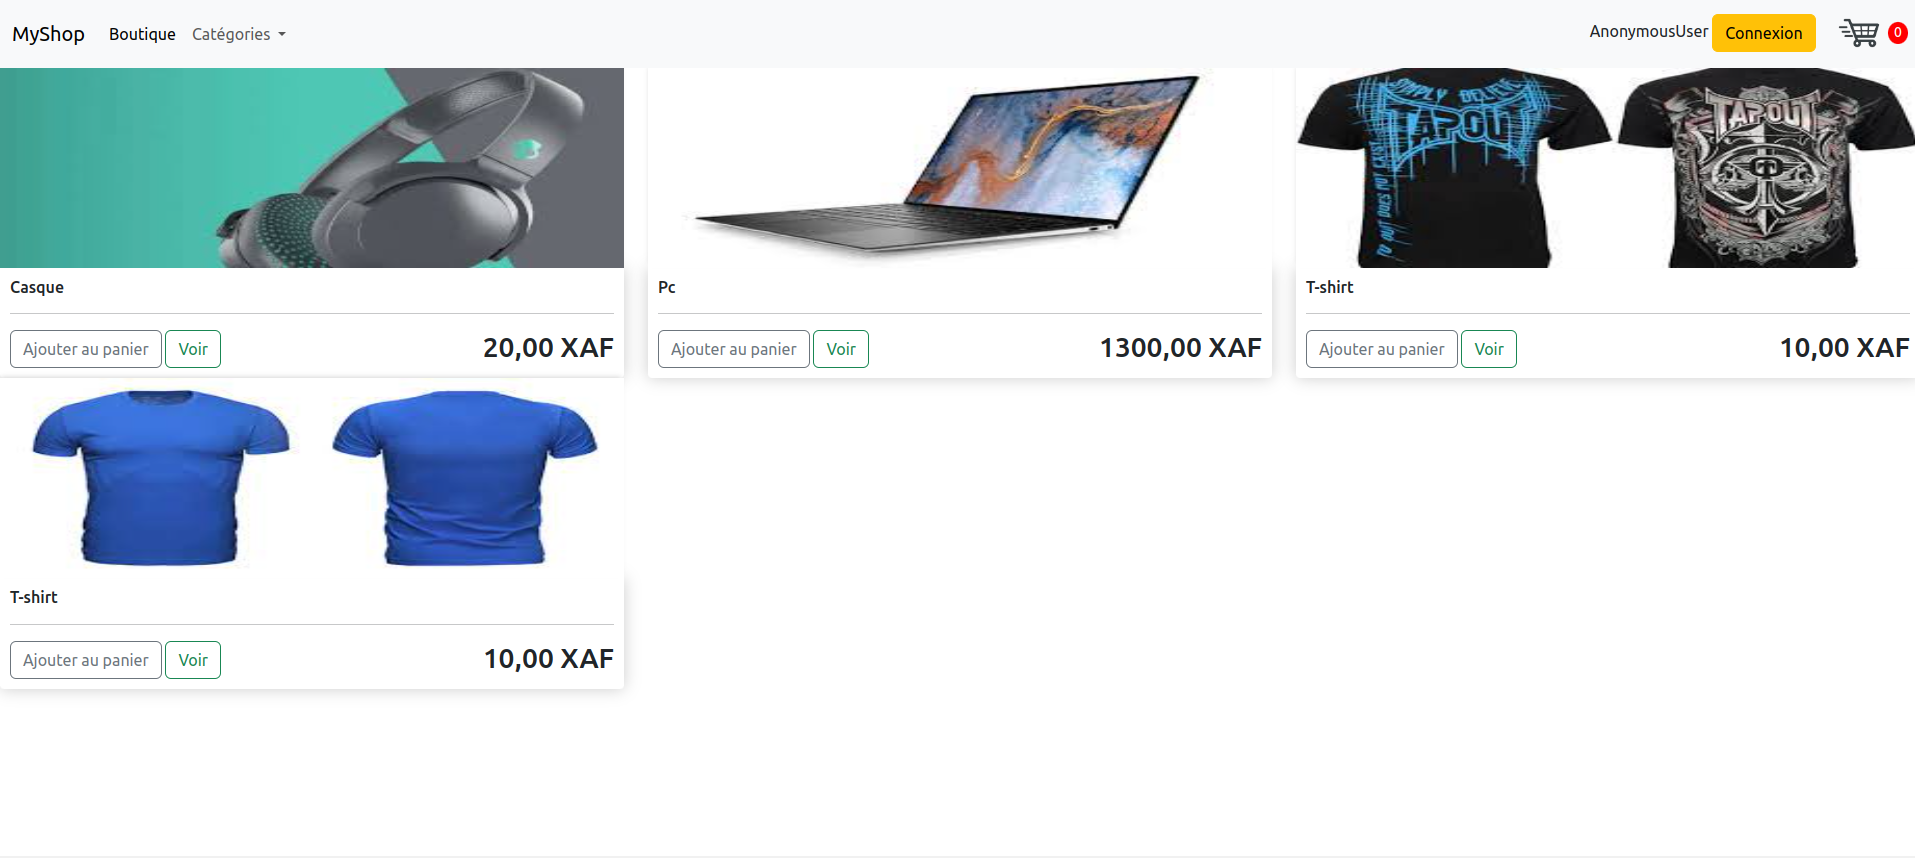 MyShop Boutique Catégories AnonymousUser Connexion 0
SIMPLY BELIEVE
TAPOUT
TAPOUT
Casque
Ajouter au panier Voir 20,00 XAF
Pc
Ajouter au panier Voir 1300,00 XAF
T-shirt
Ajouter au panier Voir 10,00 XAF
T-shirt
Ajouter au panier Voir 10,00 XAF